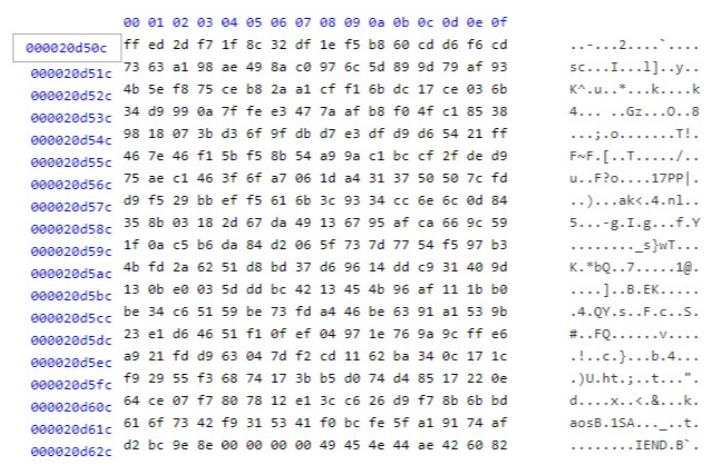 00 01 02 03 04 05 06 07 08 09 0a 0b 0c 0d 0e 0f
000020d50c ff ed 2d f7 1f 8c 32 df 1e f5 b8 60 cd d6 f6 cd ..-...2....`....
000020d51c 73 63 a1 98 ae 49 8a c0 97 6c 5d 89 9d 79 af 93 sc...I...l]..y..
000020d52c 4b 5e f8 75 ce b8 2a a1 cf f1 6b dc 17 ce 03 6b K^.u..*...k....k
000020d53c 34 d9 99 0a 7f fe e3 47 7a af b8 f0 4f c1 85 38 4... ..Gz...O..8
000020d54c 98 18 07 3b d3 6f 9f db d7 e3 df d9 d6 54 21 ff ...;.o.......T!.
000020d55c 46 7e 46 f1 5b f5 8b 54 a9 9a c1 bc cf 2f de d9 F~F.[..T...../..
000020d56c 75 ae c1 46 3f 6f a7 06 1d a4 31 37 50 50 7c fd u..F?o....17PP|.
000020d57c d9 f5 29 bb ef f5 61 6b 3c 93 34 cc 6e 6c 0d 84 ..)...ak<.4.nl..
000020d58c 35 8b 03 18 2d 67 da 49 13 67 95 af ca 66 9c 59 5...-g.I.g...f.Y
000020d59c 1f 0a c5 b6 da 84 d2 06 5f 73 7d 77 54 f5 97 b3 ........_s}wT...
000020d5ac 4b fd 2a 62 51 d8 bd 37 d6 96 14 dd c9 31 40 9d K.*bQ..7.....1@.
000020d5bc 13 0b e0 03 5d dd bc 42 13 45 4b 96 af 11 1b b0 ....]..B.EK.....
000020d5cc be 34 c6 51 59 be 73 fd a4 46 be 63 91 a1 53 9b .4.QY.s..F.c..S.
000020d5dc 23 e1 d6 46 51 f1 0f ef 04 97 1e 76 9a 9c ff e6 #..FQ......v....
000020d5ec a9 21 fd d9 63 04 7d f2 cd 11 62 ba 34 0c 17 1c .!..c.}...b.4...
000020d5fc f9 29 55 f3 68 74 17 3b b5 d0 74 d4 85 17 22 0e .)U.ht.;..t...".
000020d60c 64 ce 07 f7 80 78 12 e1 3c c6 26 d9 f7 8b 6b bd d....x..<.&...k.
000020d61c 61 6f 73 42 f9 31 53 41 f0 bc fe 5f a1 91 74 af aosB.1SA..._..t.
000020d62c d2 bc 9e 8e 00 00 00 00 49 45 4e 44 ae 42 60 82 ........IEND.B`.